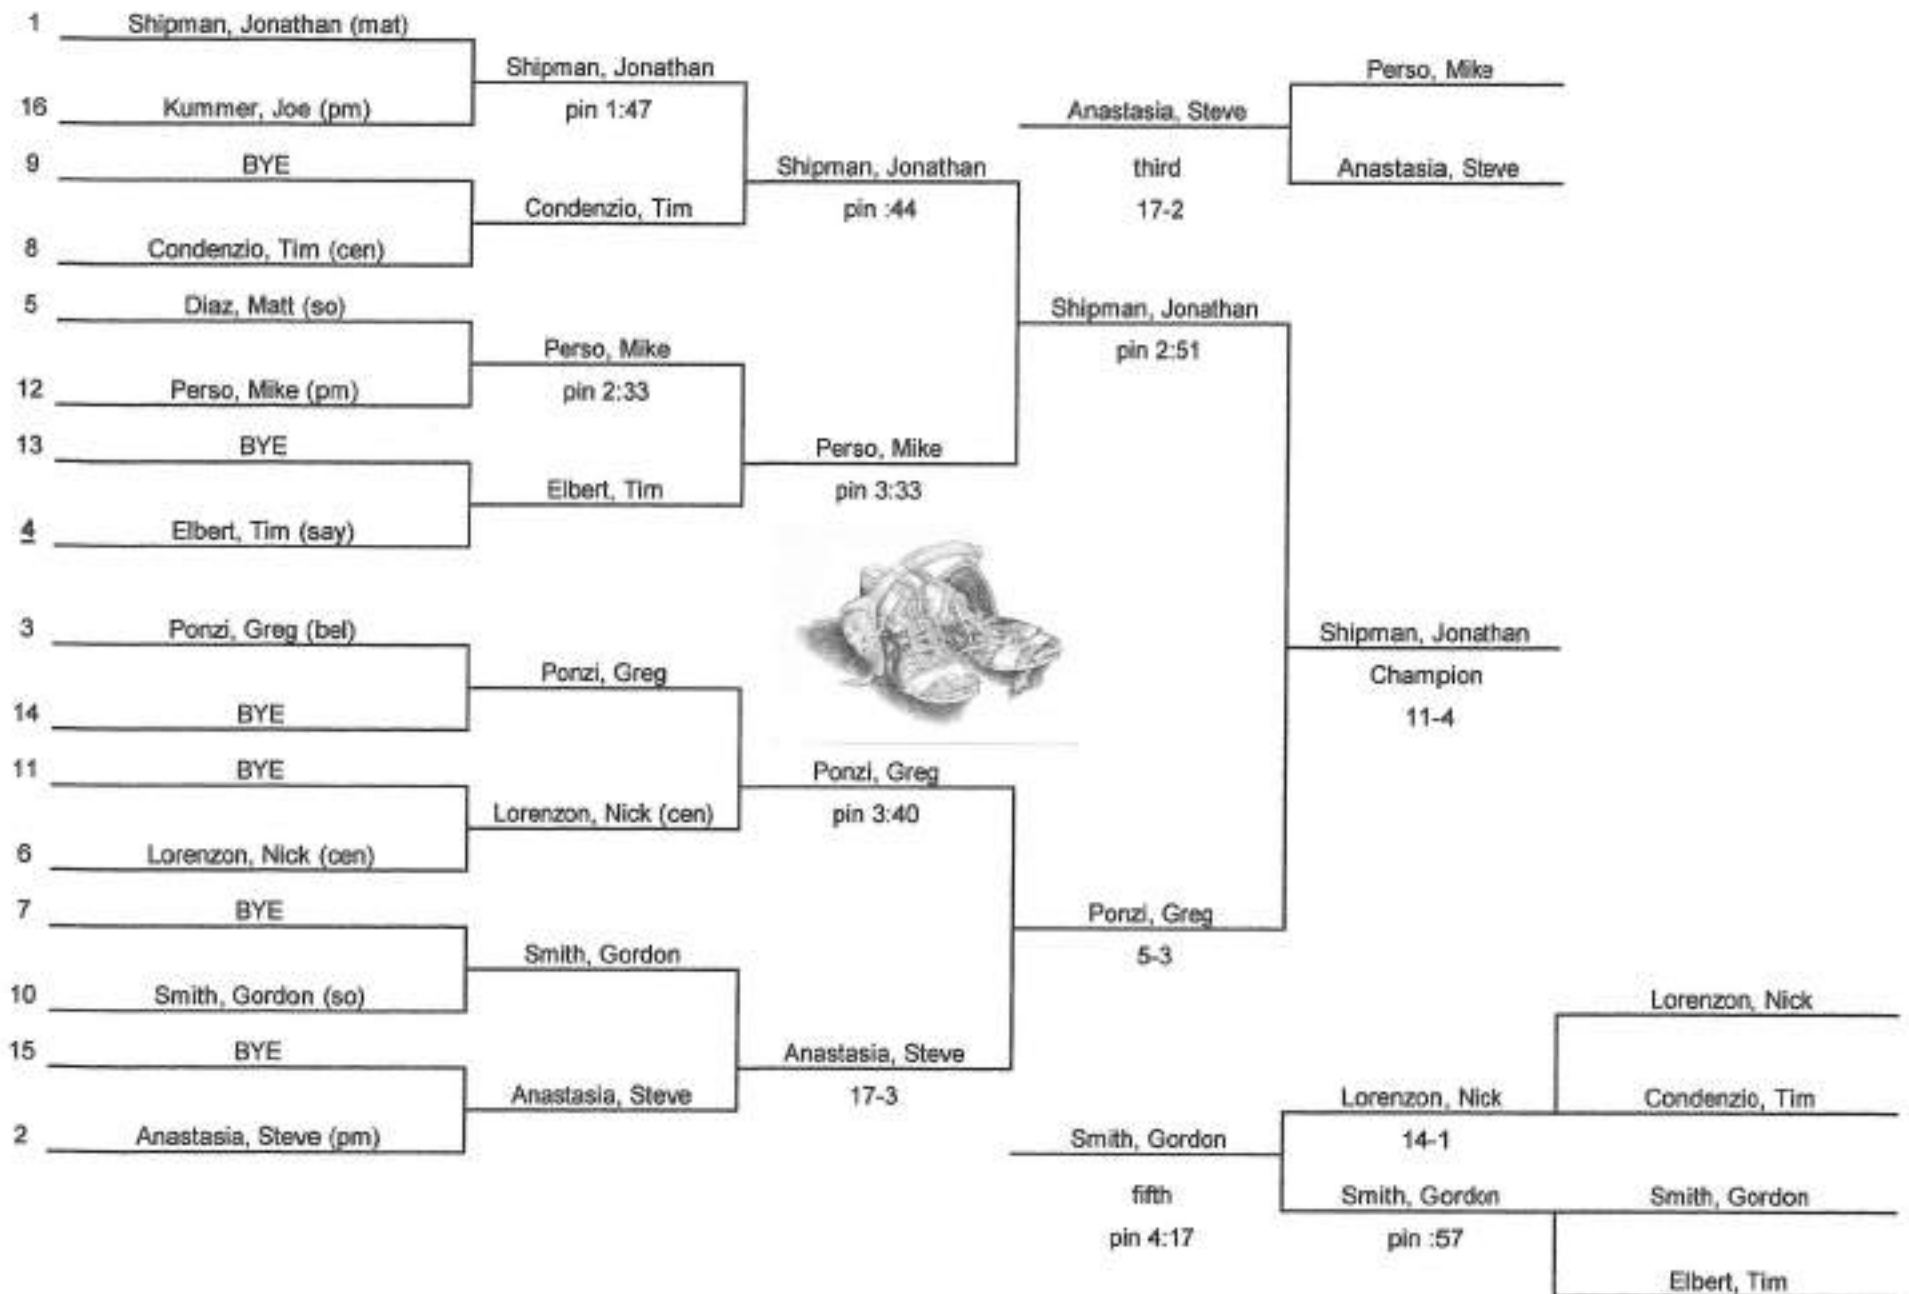 1 Shipman, Jonathan (mat)
16 Kummer, Joe (pm)
9 BYE
8 Condenzio, Tim (cen)
5 Diaz, Matt (so)
12 Perso, Mike (pm)
13 BYE
4 Elbert, Tim (say)
3 Ponzi, Greg (bel)
14 BYE
11 BYE
6 Lorenzon, Nick (cen)
7 BYE
10 Smith, Gordon (so)
15 BYE
2 Anastasia, Steve (pm)
Shipman, Jonathan
pin 1:47
Condenzio, Tim
Perso, Mike
pin 2:33
Elbert, Tim
Ponzi, Greg
Lorenzon, Nick (cen)
Smith, Gordon
Anastasia, Steve
Shipman, Jonathan
pin :44
Perso, Mike
pin 3:33
Ponzi, Greg
pin 3:40
Anastasia, Steve
17-3
Shipman, Jonathan
pin 2:51
Ponzi, Greg
5-3
Shipman, Jonathan
Champion
11-4
Perso, Mike
Anastasia, Steve
Anastasia, Steve
third
17-2
Lorenzon, Nick
Condenzio, Tim
Smith, Gordon
Elbert, Tim
Lorenzon, Nick
14-1
Smith, Gordon
pin :57
Smith, Gordon
fifth
pin 4:17